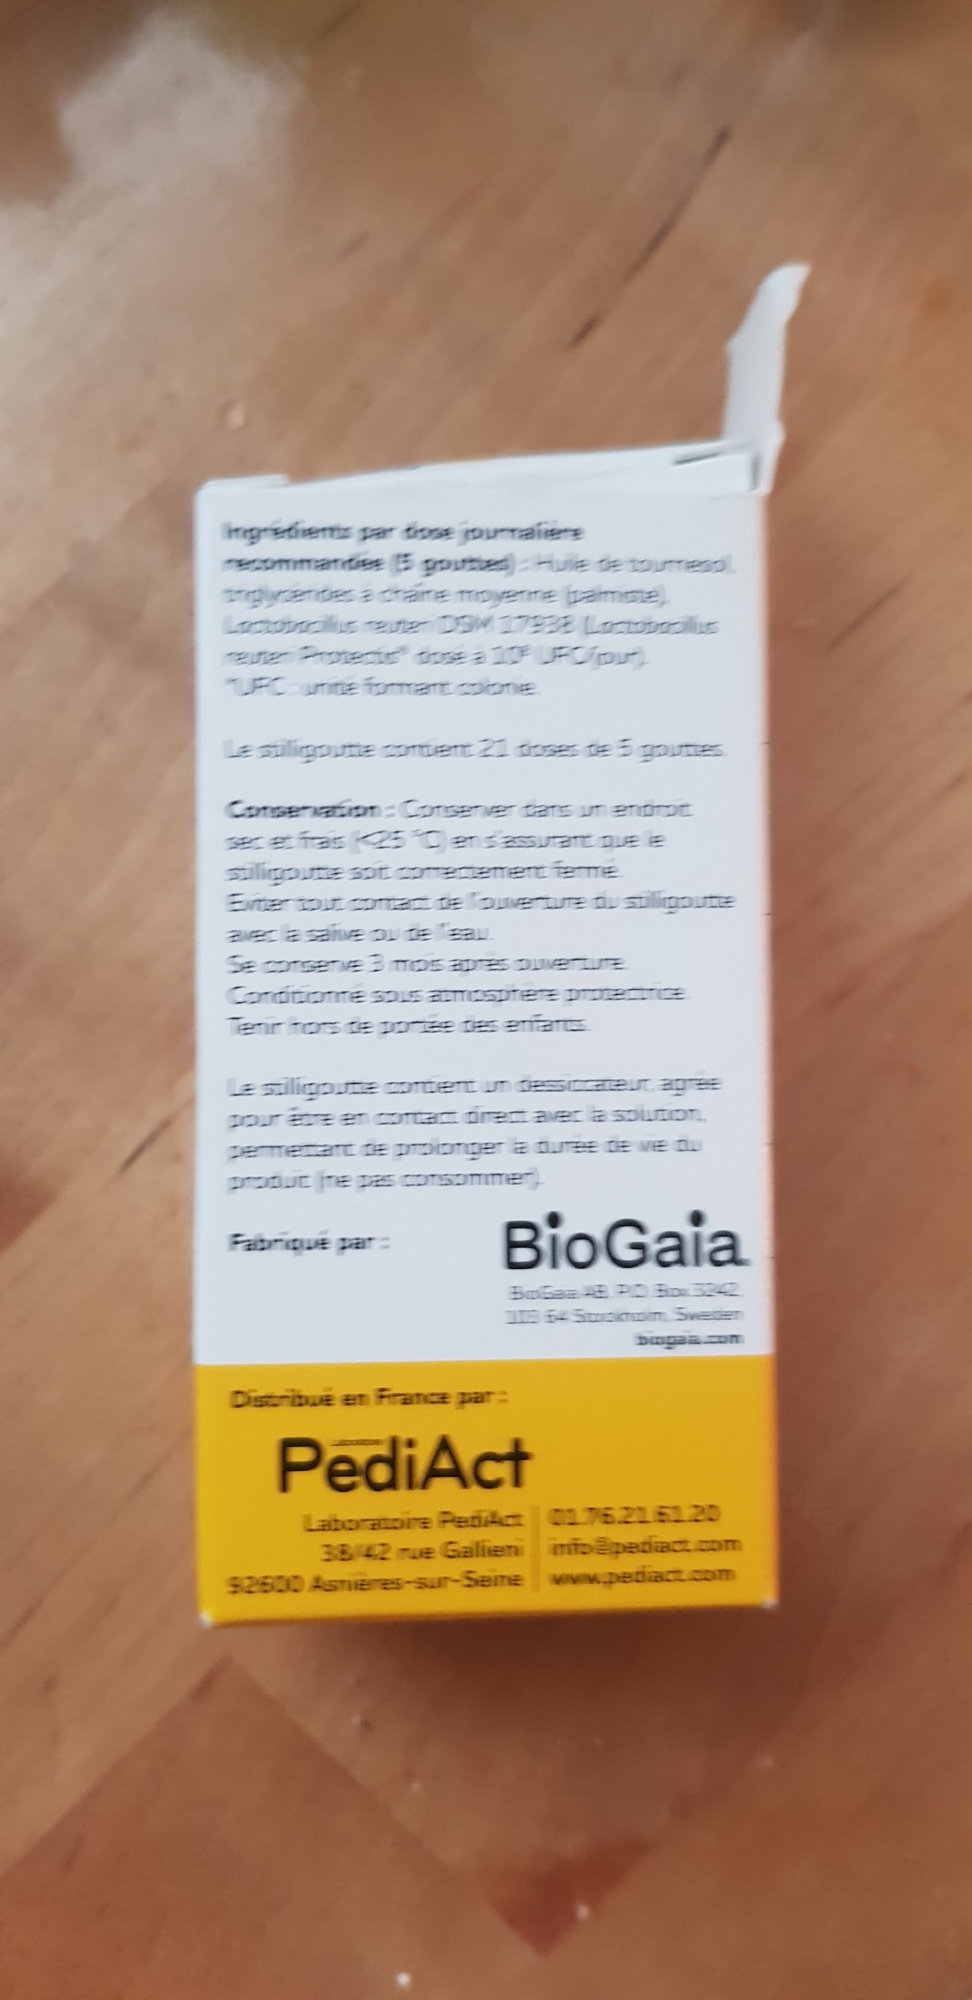 Ingrédients par dose journalière
recommandée (5 gouttes) : Huile de tournesol,
triglycérides à chaîne moyenne (palmiste),
Lactobacillus reuteri DSM 17938 (Lactobacillus
reuteri Protectis® dosé à 10⁸ UFC/jour).
*UFC : unité formant colonie.
Le stilligoutte contient 21 doses de 5 gouttes.
Conservation : Conserver dans un endroit
sec et frais (<25 °C) en s'assurant que le
stilligoutte soit correctement fermé.
Eviter tout contact de l'ouverture du stilligoutte
avec la salive ou de l'eau.
Se conserve 3 mois après ouverture.
Conditionné sous atmosphère protectrice.
Tenir hors de portée des enfants.
Le stilligoutte contient un dessiccateur, agréé
pour être en contact direct avec la solution,
permettant de prolonger la durée de vie du
produit (ne pas consommer).
Fabriqué par :
BioGaia
BioGaia AB, P.O. Box 3242,
103 64 Stockholm, Sweden
biogaia.com
Distribué en France par :
PediAct
Laboratoire PediAct
38/42 rue Gallieni
92600 Asnières-sur-Seine
01.76.21.61.20
info@pediact.com
www.pediact.com